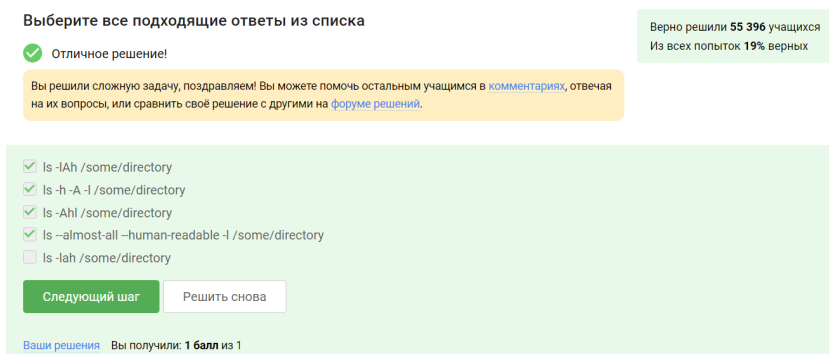 Выберите все подходящие ответы из списка
Верно решили 55 396 учащихся
Из всех попыток 19% верных
Отличное решение!
Вы решили сложную задачу, поздравляем! Вы можете помочь остальным учащимся в комментариях, отвечая
на их вопросы, или сравнить своё решение с другими на форуме решений.
ls -lAh /some/directory
ls -h -A -l /some/directory
ls -Ahl /some/directory
ls --almost-all --human-readable -l /some/directory
ls -lah /some/directory
Следующий шаг
Решить снова
Ваши решения Вы получили: 1 балл из 1